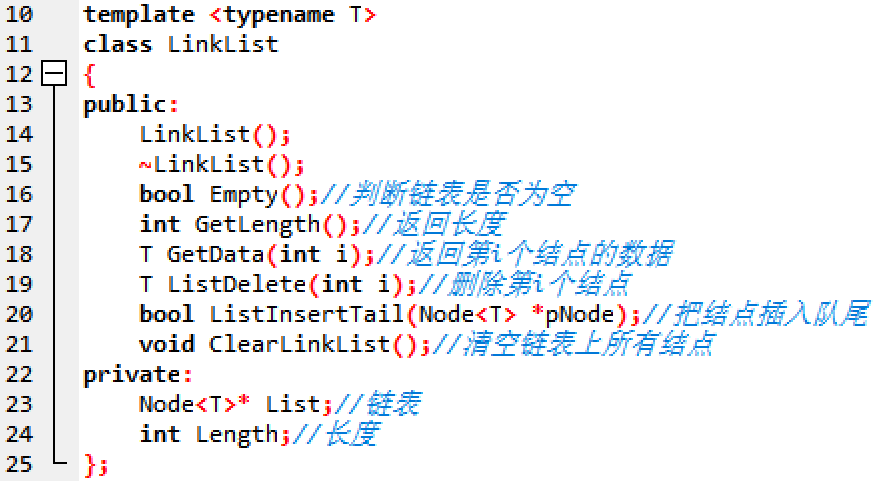 10 template <typename T>
11 class LinkList
12 {
13 public:
14 LinkList();
15 ~LinkList();
16 bool Empty();//判断链表是否为空
17 int GetLength();//返回长度
18 T GetData(int i);//返回第i个结点的数据
19 T ListDelete(int i);//删除第i个结点
20 bool ListInsertTail(Node<T> *pNode);//把结点插入队尾
21 void ClearLinkList();//清空链表上所有结点
22 private:
23 Node<T>* List;//链表
24 int Length;//长度
25 };